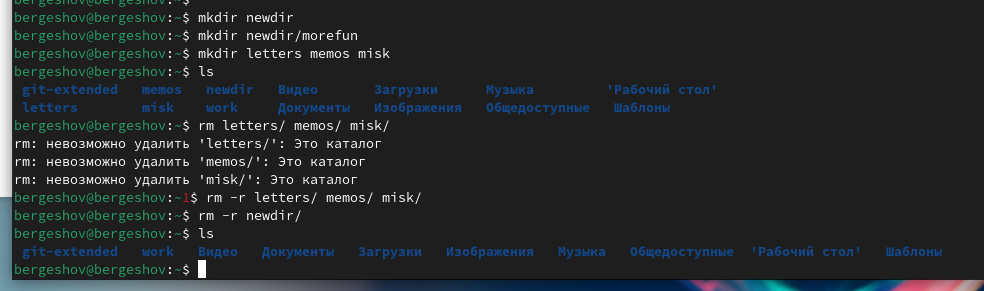 bergeshov@bergeshov:~$ mkdir newdir
bergeshov@bergeshov:~$ mkdir newdir/morefun
bergeshov@bergeshov:~$ mkdir letters memos misk
bergeshov@bergeshov:~$ ls
git-extended memos newdir Видео Загрузки Музыка 'Рабочий стол'
letters misk work Документы Изображения Общедоступные Шаблоны
bergeshov@bergeshov:~$ rm letters/ memos/ misk/
rm: невозможно удалить 'letters/': Это каталог
rm: невозможно удалить 'memos/': Это каталог
rm: невозможно удалить 'misk/': Это каталог
bergeshov@bergeshov:~1$ rm -r letters/ memos/ misk/
bergeshov@bergeshov:~$ rm -r newdir/
bergeshov@bergeshov:~$ ls
git-extended work Видео Документы Загрузки Изображения Музыка Общедоступные 'Рабочий стол' Шаблоны
bergeshov@bergeshov:~$